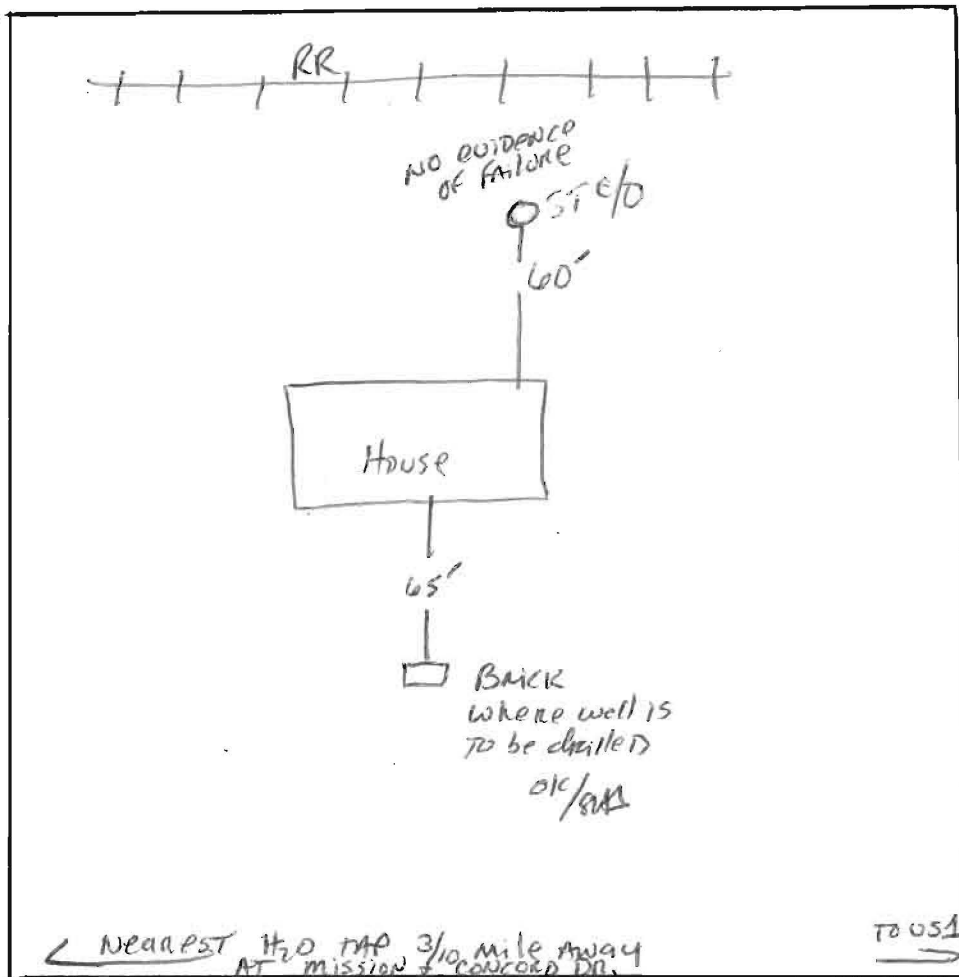 RR
NO EVIDENCE
OF FAILURE
ST C/O
60'
House
65'
BRICK
where well is
TO be drilled
OK/
NEAREST H₂O TAP 3/10 mile AWAY
AT MISSION + CONCORD DR.
TO US1